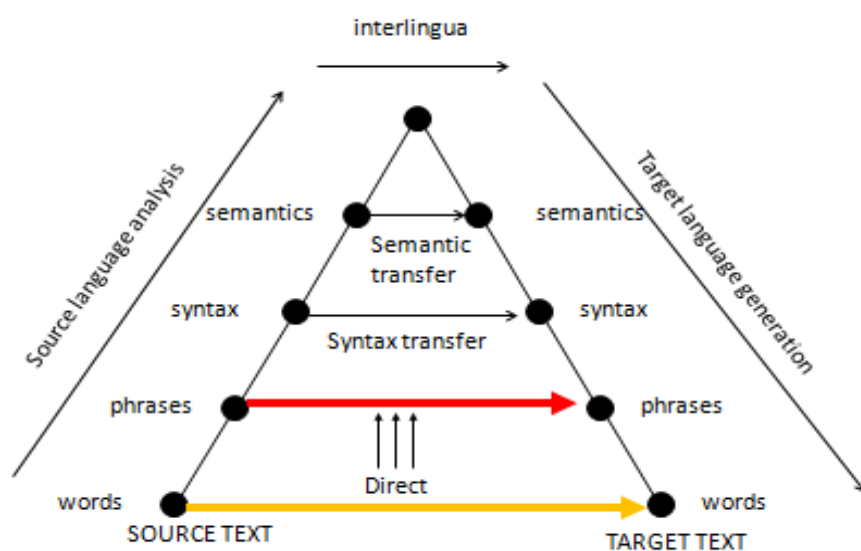 interlingua
Source language analysis
Target language generation
semantics
semantics
Semantic
transfer
syntax
syntax
Syntax transfer
phrases
phrases
Direct
words
words
SOURCE TEXT
TARGET TEXT